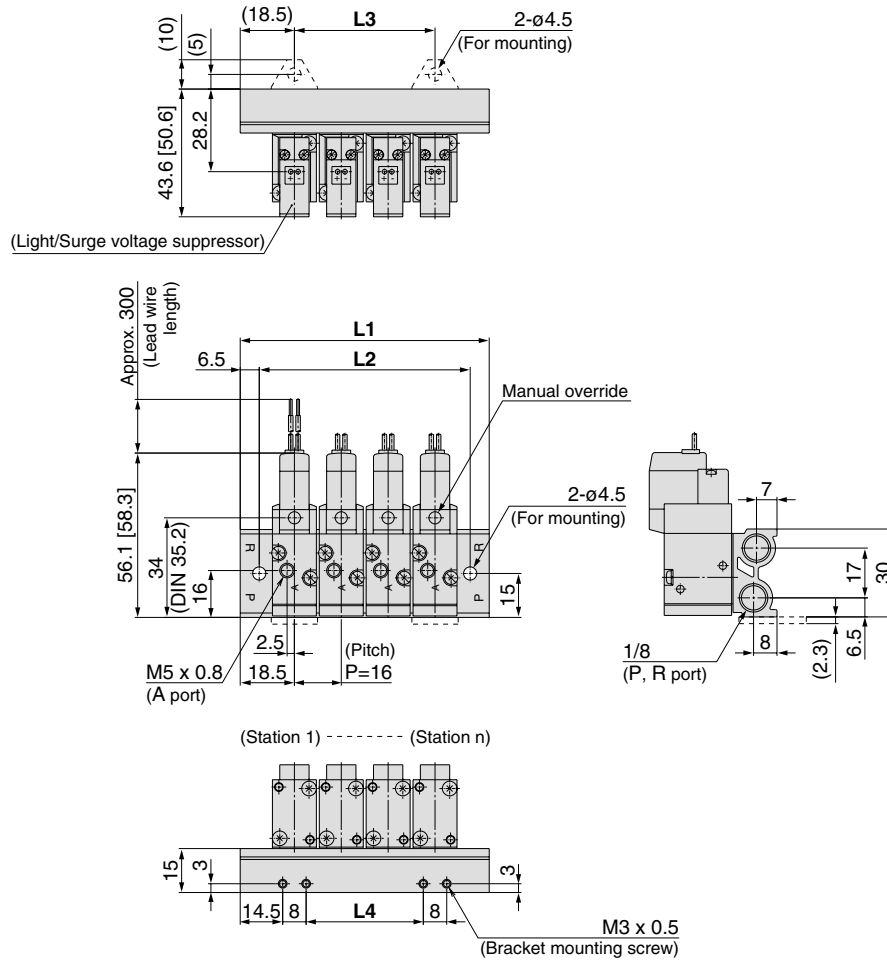 (18.5)
L3
2-ø4.5
(For mounting)
(10)
(5)
28.2
43.6 [50.6]
(Light/Surge voltage suppressor)
Approx. 300
(Lead wire
length)
L1
6.5
L2
Manual override
2-ø4.5
(For mounting)
56.1 [58.3]
34
(DIN 35.2)
16
R
P
A
A
A
A
R
P
15
2.5
(Pitch)
M5 x 0.8
18.5
P=16
(A port)
7
17
30
1/8
(P, R port)
8
(2.3)
6.5
(Station 1)
(Station n)
15
3
3
14.5
8
L4
8
M3 x 0.5
(Bracket mounting screw)